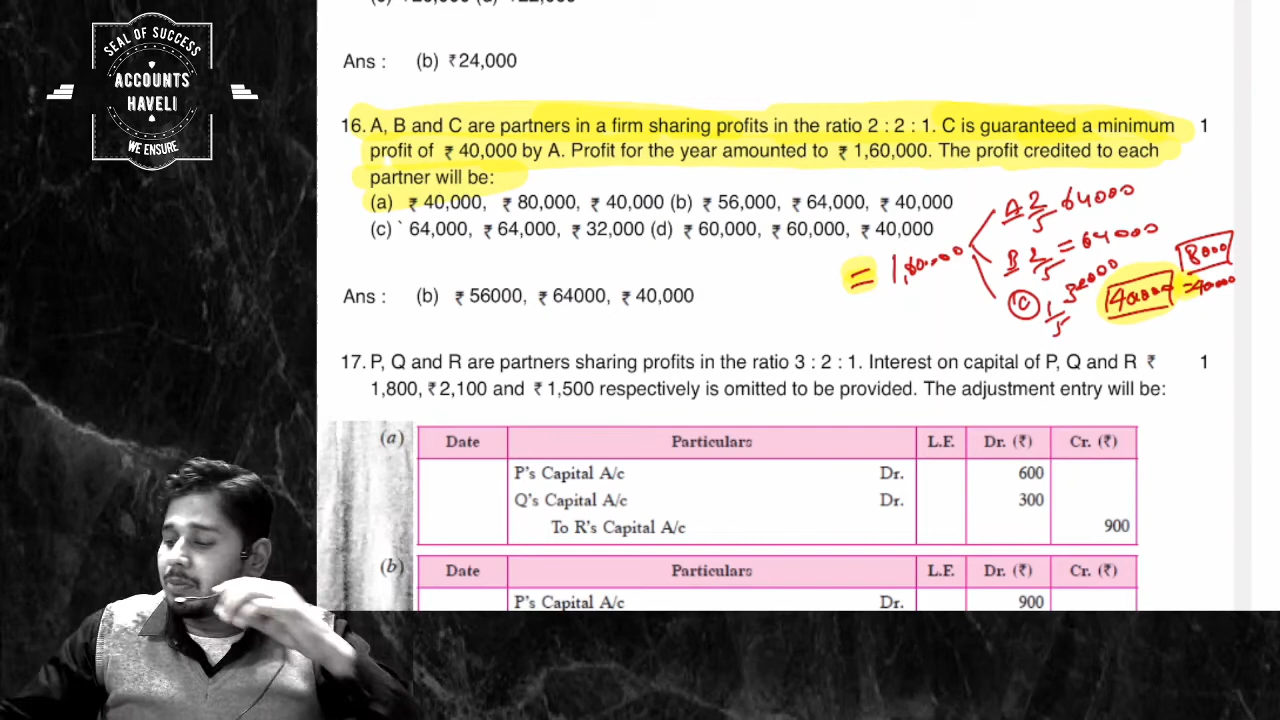 SEAL OF SUCCESS
ACCOUNTS
HAVELI
WE ENSURE
Ans : (b) ₹24,000
16. A, B and C are partners in a firm sharing profits in the ratio 2 : 2 : 1. C is guaranteed a minimum 1
profit of ₹ 40,000 by A. Profit for the year amounted to ₹ 1,60,000. The profit credited to each
partner will be:
(a) ₹ 40,000, ₹ 80,000, ₹ 40,000 (b) ₹ 56,000, ₹ 64,000, ₹ 40,000
(c) ` 64,000, ₹ 64,000, ₹ 32,000 (d) ₹ 60,000, ₹ 60,000, ₹ 40,000
A 2/5 64000
= 1,60,000 B 2/5 = 64000 8000
C 1/5 32000 40000 =40000
Ans : (b) ₹ 56000, ₹ 64000, ₹ 40,000
17. P, Q and R are partners sharing profits in the ratio 3 : 2 : 1. Interest on capital of P, Q and R ₹ 1
1,800, ₹ 2,100 and ₹ 1,500 respectively is omitted to be provided. The adjustment entry will be:
(a) Date Particulars L.F. Dr. (₹) Cr. (₹)
P's Capital A/c Dr. 600
Q's Capital A/c Dr. 300
To R's Capital A/c 900
(b) Date Particulars L.F. Dr. (₹) Cr. (₹)
P's Capital A/c Dr. 900